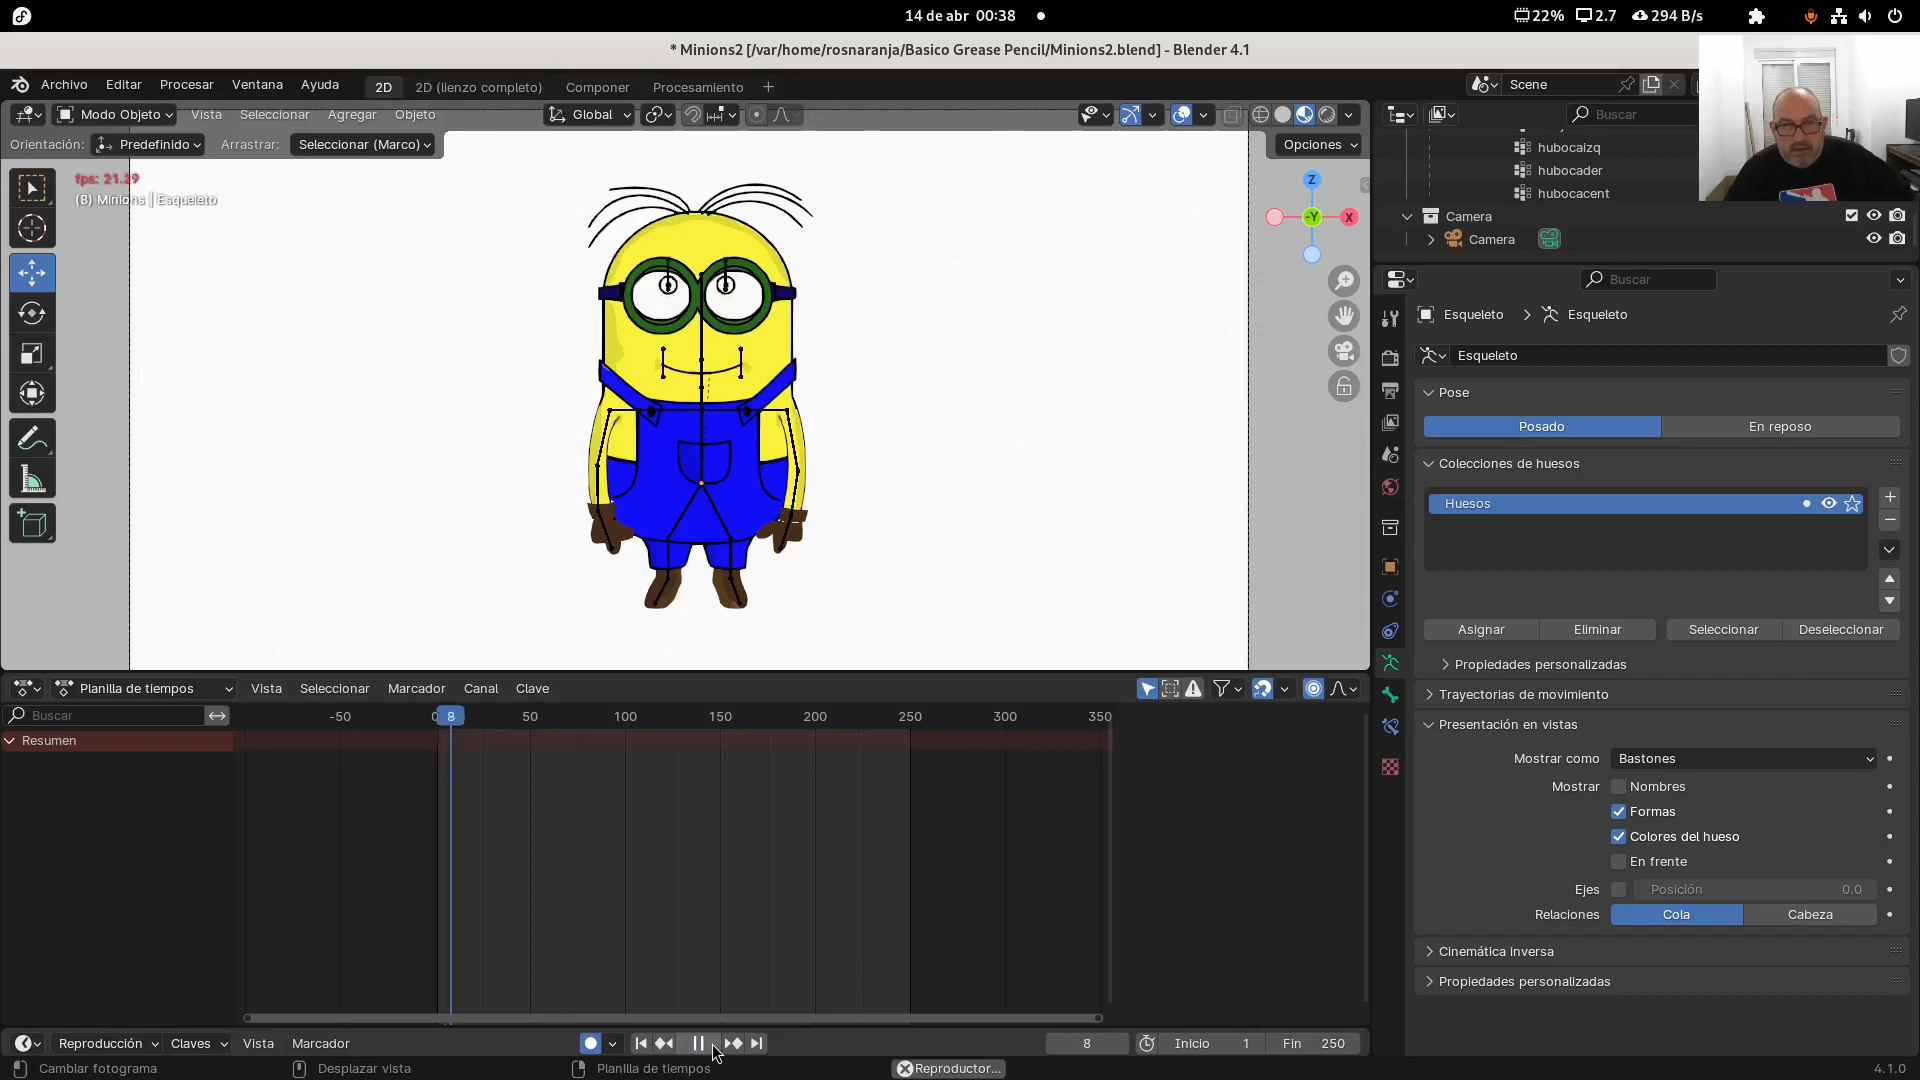 14 de abr 00:38
22% 2.7 294 B/s
* Minions2 [/var/home/rosnaranja/Basico Grease Pencil/Minions2.blend] - Blender 4.1
Archivo Editar Procesar Ventana Ayuda 2D 2D (lienzo completo) Componer Procesamiento + Scene
Modo Objeto Vista Seleccionar Agregar Objeto Global Buscar
Orientación: Predefinido Arrastrar: Seleccionar (Marco) Opciones
fps: 21.29
(8) Minions | Esqueleto
Z
-Y X
hubocaizq
hubocader
hubocacent
Camera
Camera
Buscar
Esqueleto > Esqueleto
Esqueleto
Pose
Posado En reposo
Colecciones de huesos
Huesos
Asignar Eliminar Seleccionar Deseleccionar
Propiedades personalizadas
Trayectorias de movimiento
Presentación en vistas
Mostrar como Bastones
Mostrar Nombres
Formas
Colores del hueso
En frente
Ejes Posición 0.0
Relaciones Cola Cabeza
Cinemática inversa
Propiedades personalizadas
Planilla de tiempos Vista Seleccionar Marcador Canal Clave
Buscar -50 0 8 50 100 150 200 250 300 350
Resumen
Reproducción Claves Vista Marcador 8 Inicio 1 Fin 250
Cambiar fotograma Desplazar vista Planilla de tiempos Reproductor... 4.1.0